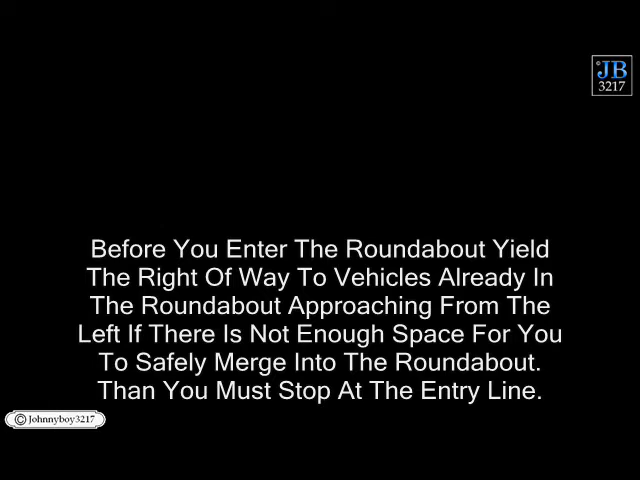 © JB
3217
Before You Enter The Roundabout Yield
The Right Of Way To Vehicles Already In
The Roundabout Approaching From The
Left If There Is Not Enough Space For You
To Safely Merge Into The Roundabout.
Than You Must Stop At The Entry Line.
© Johnnyboy3217